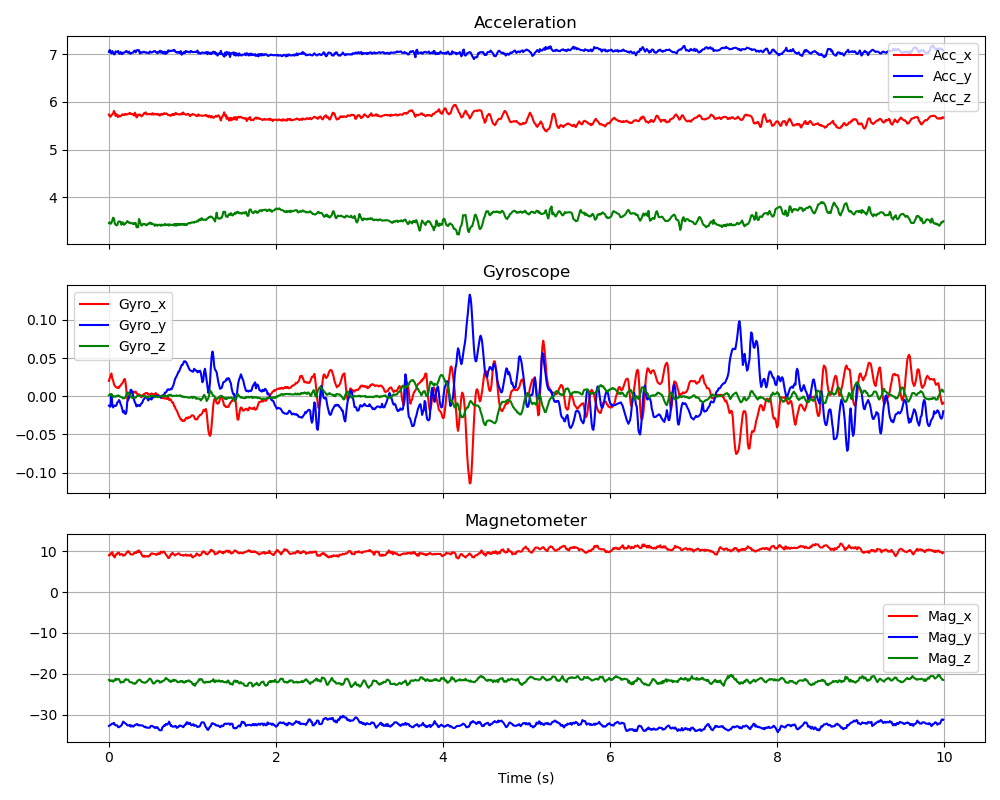 Acceleration
7
6
5
4
Acc_x
Acc_y
Acc_z
Gyroscope
0.10
0.05
0.00
−0.05
−0.10
Gyro_x
Gyro_y
Gyro_z
Magnetometer
10
0
−10
−20
−30
Mag_x
Mag_y
Mag_z
0 2 4 6 8 10
Time (s)